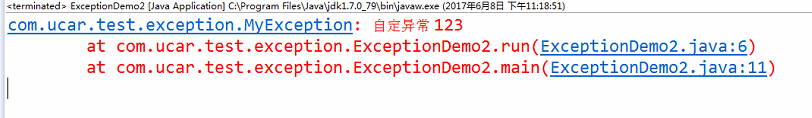 <terminated> ExceptionDemo2 [Java Application] C:\Program Files\Java\jdk1.7.0_79\bin\javaw.exe (2017年6月8日 下午11:18:51)
com.ucar.test.exception.MyException: 自定异常 123
at com.ucar.test.exception.ExceptionDemo2.run(ExceptionDemo2.java:6)
at com.ucar.test.exception.ExceptionDemo2.main(ExceptionDemo2.java:11)